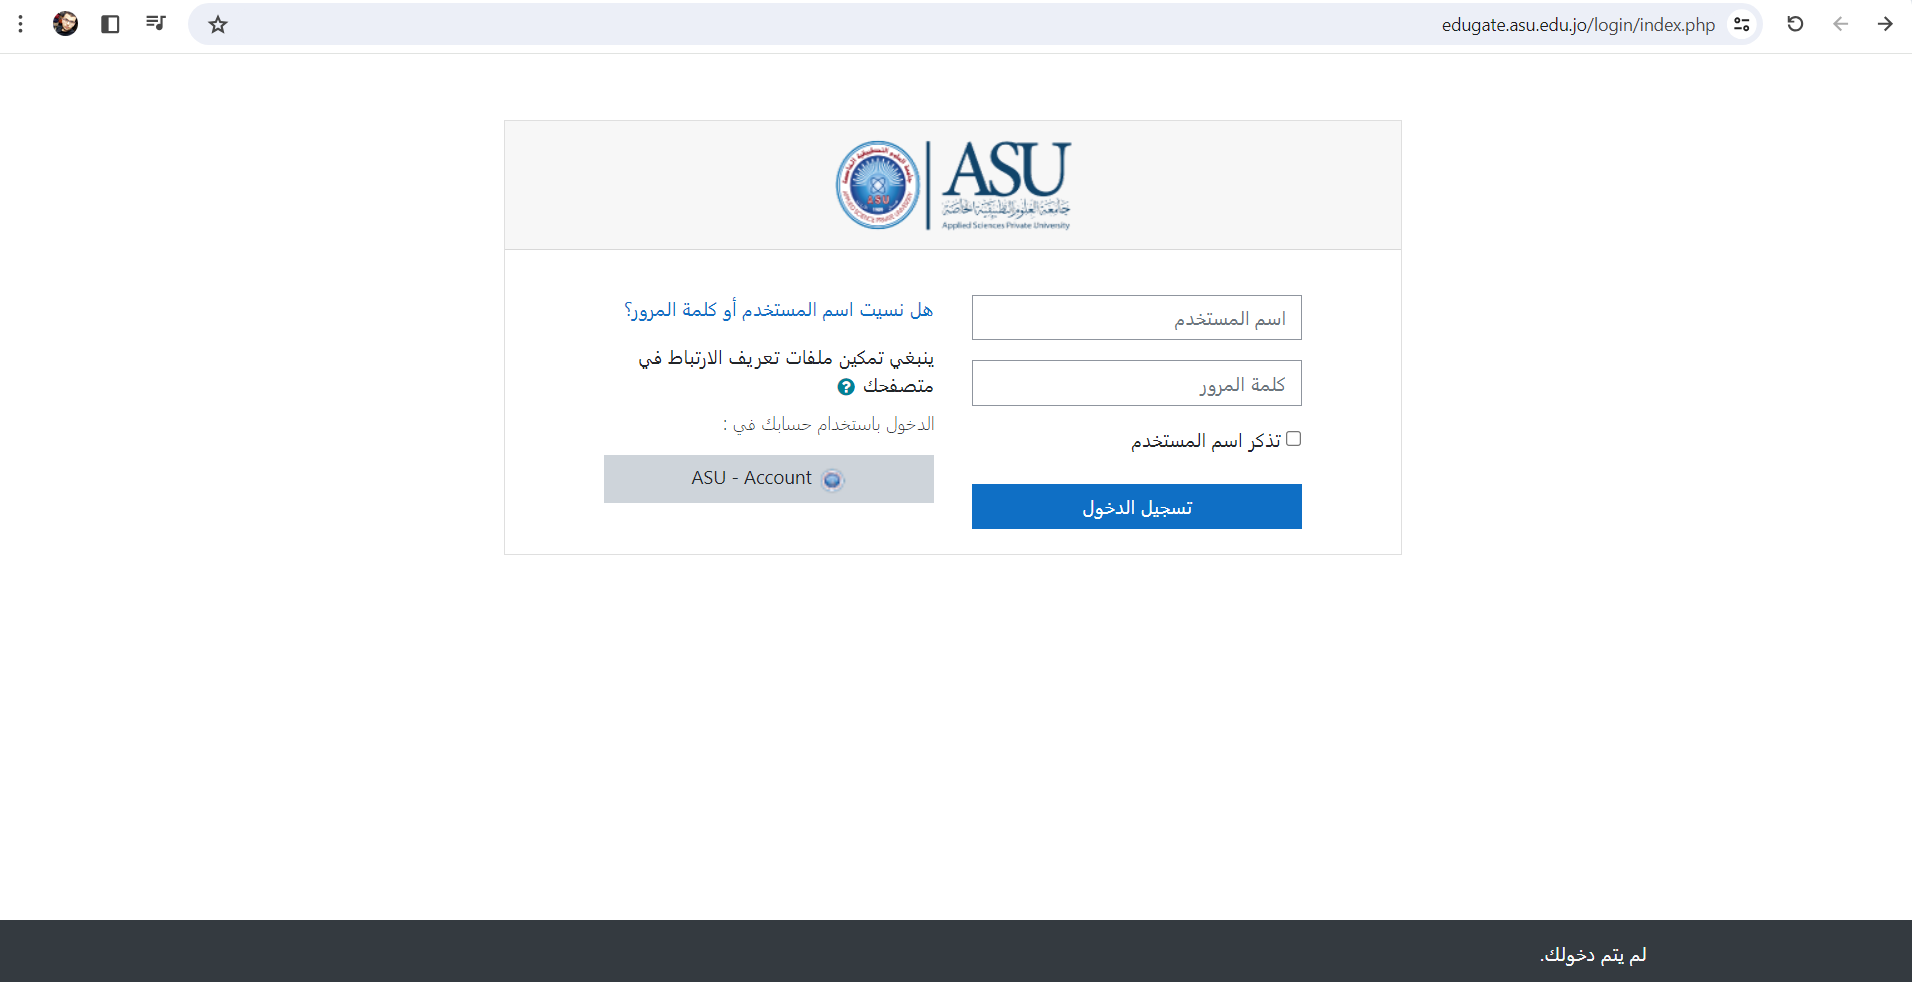 edugate.asu.edu.jo/login/index.php
ASU
جامعة العلوم التطبيقية الخاصة
Applied Sciences Private University
اسم المستخدم
كلمة المرور
تذكر اسم المستخدم
تسجيل الدخول
هل نسيت اسم المستخدم أو كلمة المرور؟
ينبغي تمكين ملفات تعريف الارتباط في
متصفحك
الدخول باستخدام حسابك في :
ASU - Account
لم يتم دخولك.